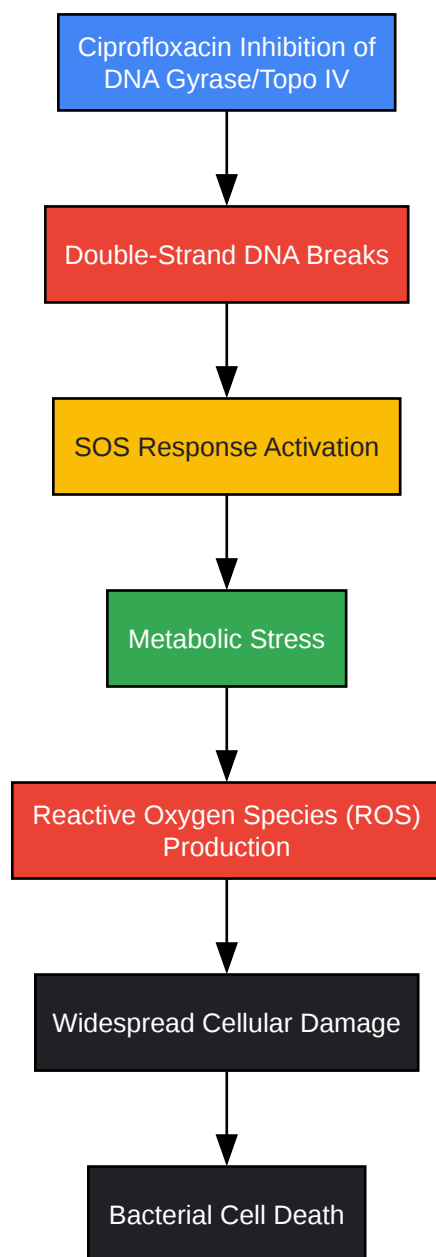 Ciprofloxacin Inhibition of
DNA Gyrase/Topo IV
Double-Strand DNA Breaks
SOS Response Activation
Metabolic Stress
Reactive Oxygen Species (ROS)
Production
Widespread Cellular Damage
Bacterial Cell Death